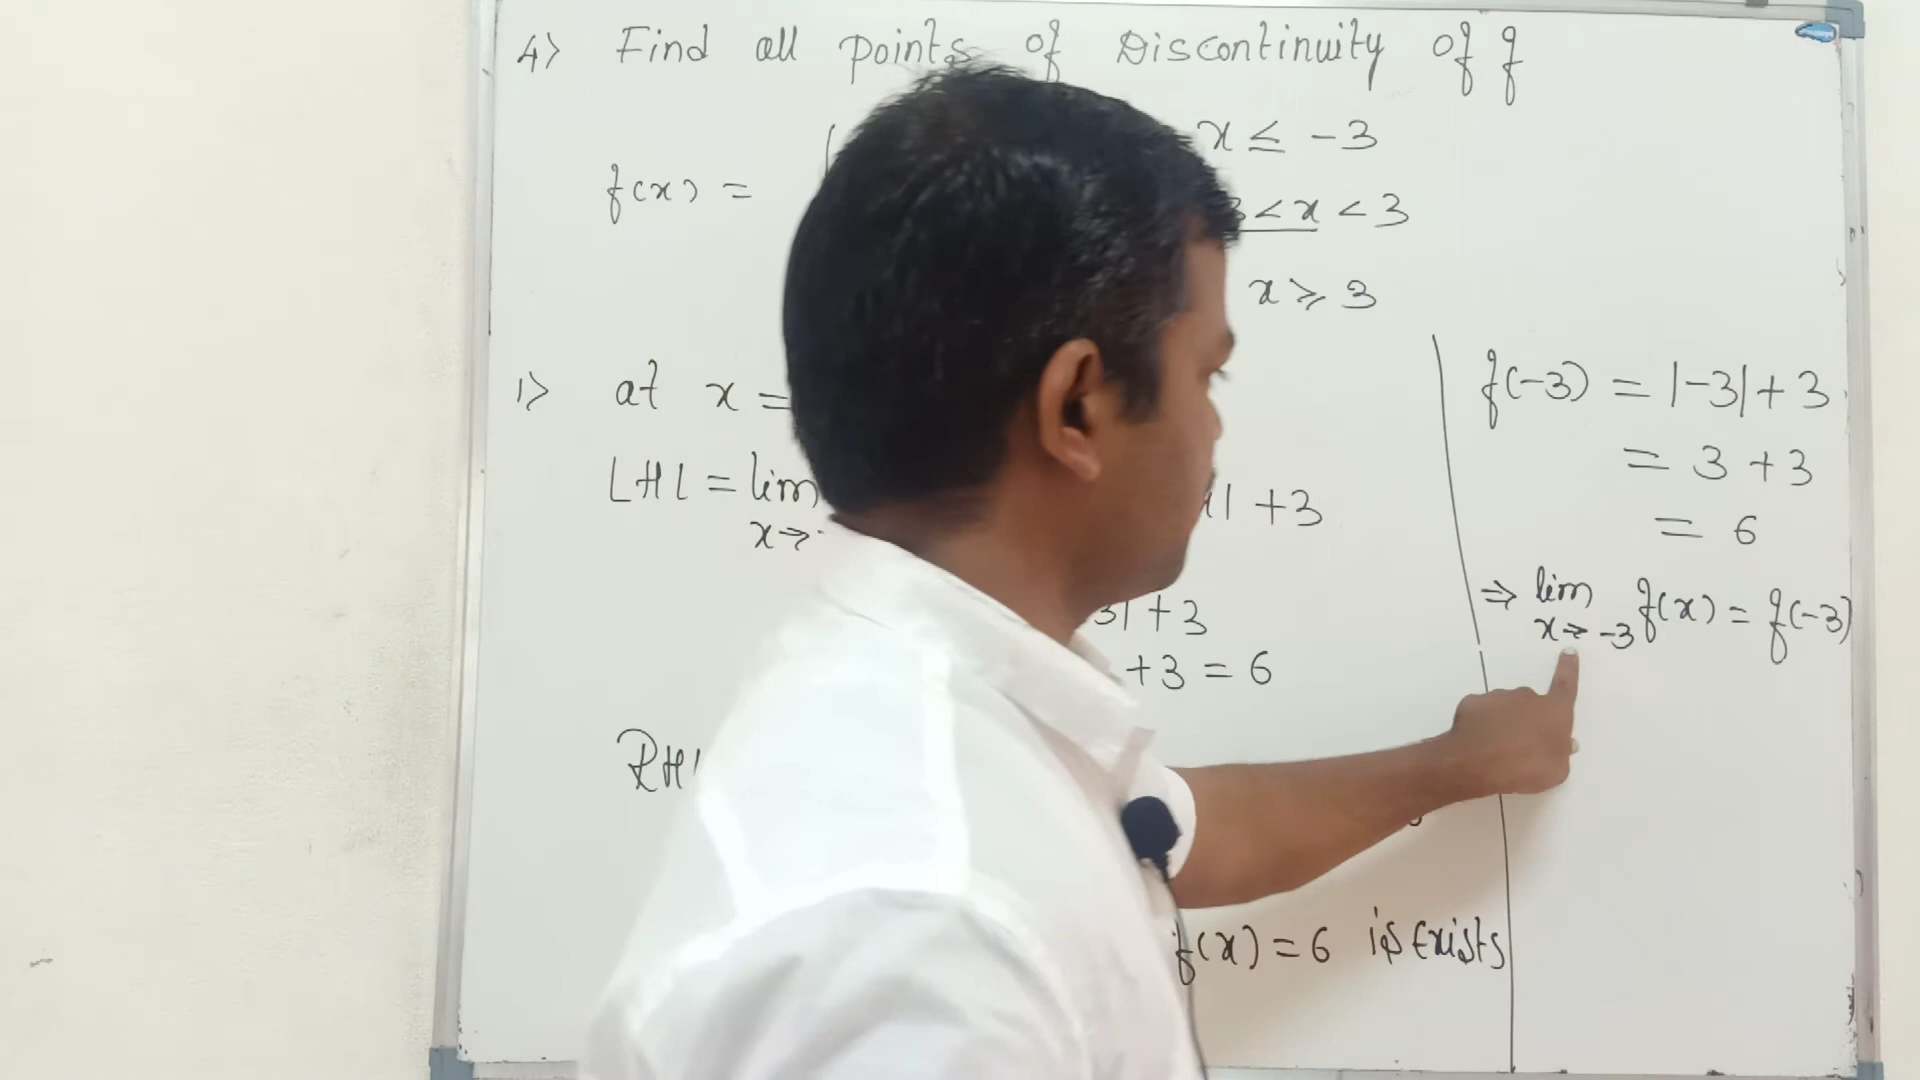 4) Find all points of Discontinuity of f
f(x) =
x ≤ -3
3 < x < 3
x ≥ 3
1) at x =
LHL = lim
x→
| + 3
3| + 3
+ 3 = 6
RHL
f(x) = 6 is Exists
f(-3) = |-3| + 3
= 3 + 3
= 6
⇒ lim f(x) = f(-3)
x→ -3